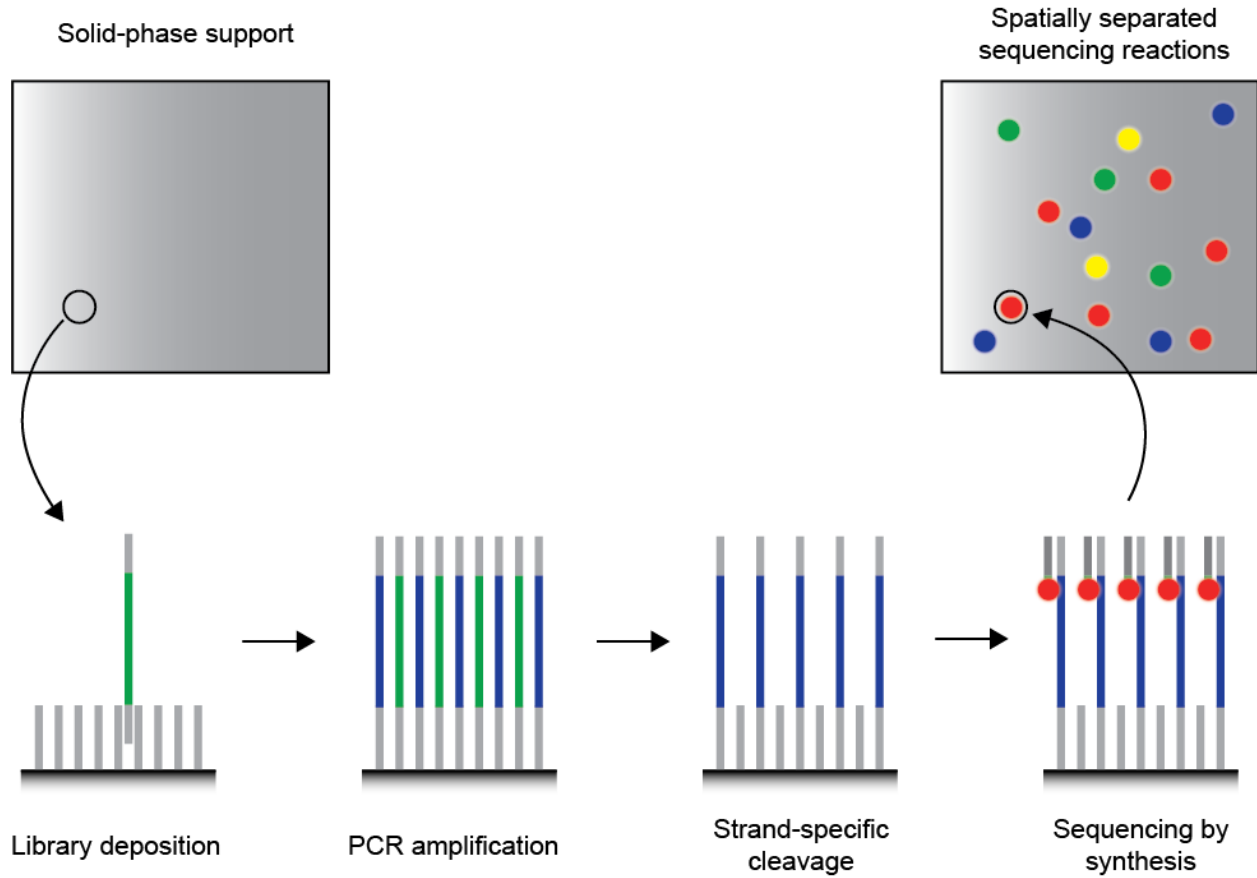 Solid-phase support
Spatially separated
sequencing reactions
Library deposition
PCR amplification
Strand-specific
cleavage
Sequencing by
synthesis